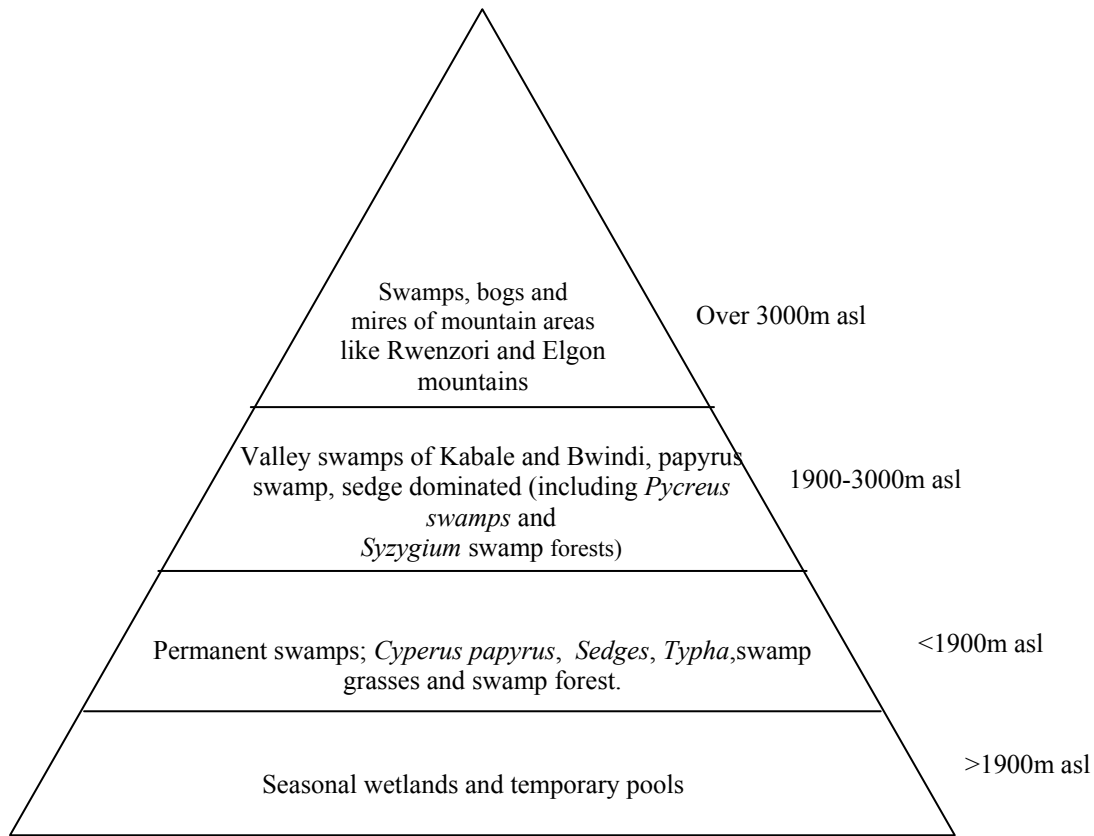 Swamps, bogs and
mires of mountain areas
like Rwenzori and Elgon
mountains
Over 3000m asl
Valley swamps of Kabale and Bwindi, papyrus
swamp, sedge dominated (including Pycreus
swamps and
Syzygium swamp forests)
1900-3000m asl
Permanent swamps; Cyperus papyrus, Sedges, Typha,swamp
grasses and swamp forest.
<1900m asl
Seasonal wetlands and temporary pools
>1900m asl